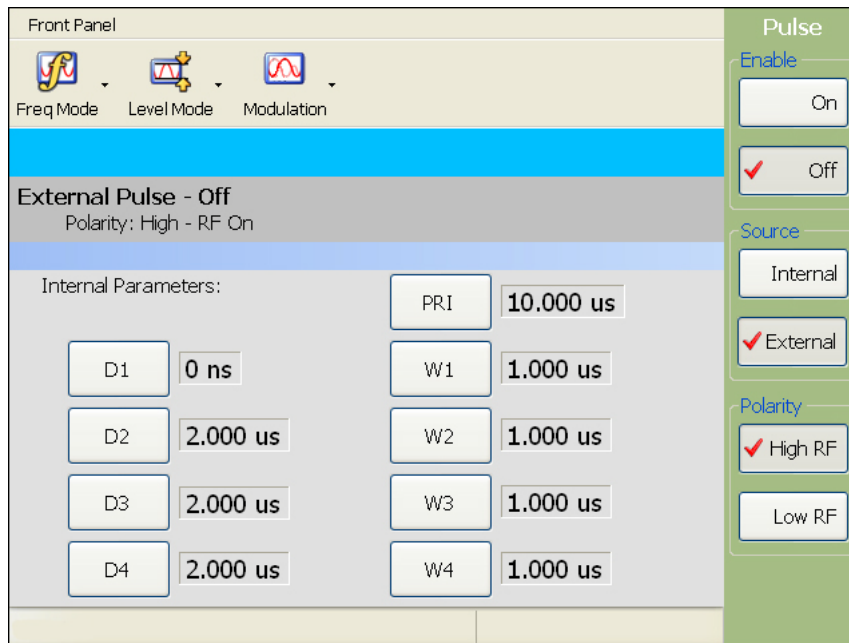 Front Panel
Freq Mode
Level Mode
Modulation
External Pulse - Off
Polarity: High - RF On
Internal Parameters:
PRI 10.000 us
D1 0 ns
W1 1.000 us
D2 2.000 us
W2 1.000 us
D3 2.000 us
W3 1.000 us
D4 2.000 us
W4 1.000 us
Pulse
Enable
On
Off
Source
Internal
External
Polarity
High RF
Low RF